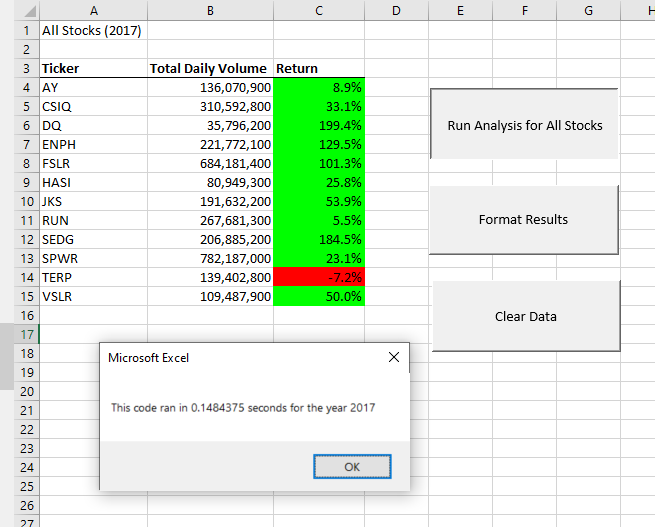 A B C D E F G H
1 All Stocks (2017)
2
3 Ticker Total Daily Volume Return
4 AY 136,070,900 8.9%
5 CSIQ 310,592,800 33.1%
6 DQ 35,796,200 199.4% Run Analysis for All Stocks
7 ENPH 221,772,100 129.5%
8 FSLR 684,181,400 101.3%
9 HASI 80,949,300 25.8%
10 JKS 191,632,200 53.9%
11 RUN 267,681,300 5.5% Format Results
12 SEDG 206,885,200 184.5%
13 SPWR 782,187,000 23.1%
14 TERP 139,402,800 -7.2%
15 VSLR 109,487,900 50.0%
16 Clear Data
17
18 Microsoft Excel
19
20
21 This code ran in 0.1484375 seconds for the year 2017
22
23
24 OK
25
26
27